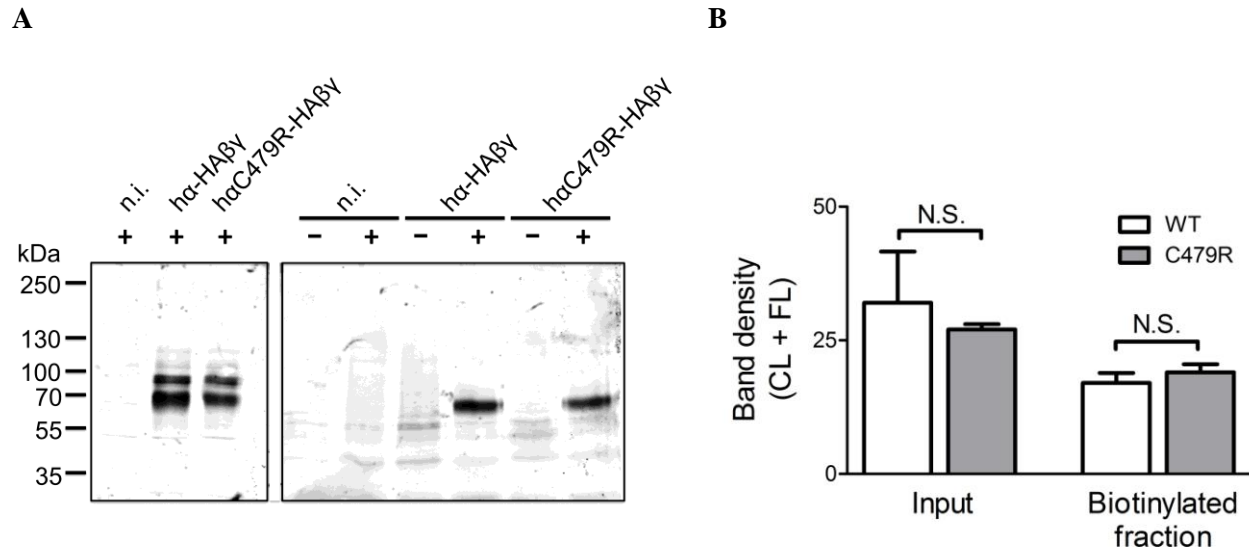 A
B
n.i.
hα-HAβγ
hαC479R-HAβγ
n.i.
hα-HAβγ
hαC479R-HAβγ
+ + + − + − + − +
kDa
250
130
100
70
55
35
50
25
0
Band density
(CL + FL)
N.S.
N.S.
WT
C479R
Input
Biotinylated
fraction